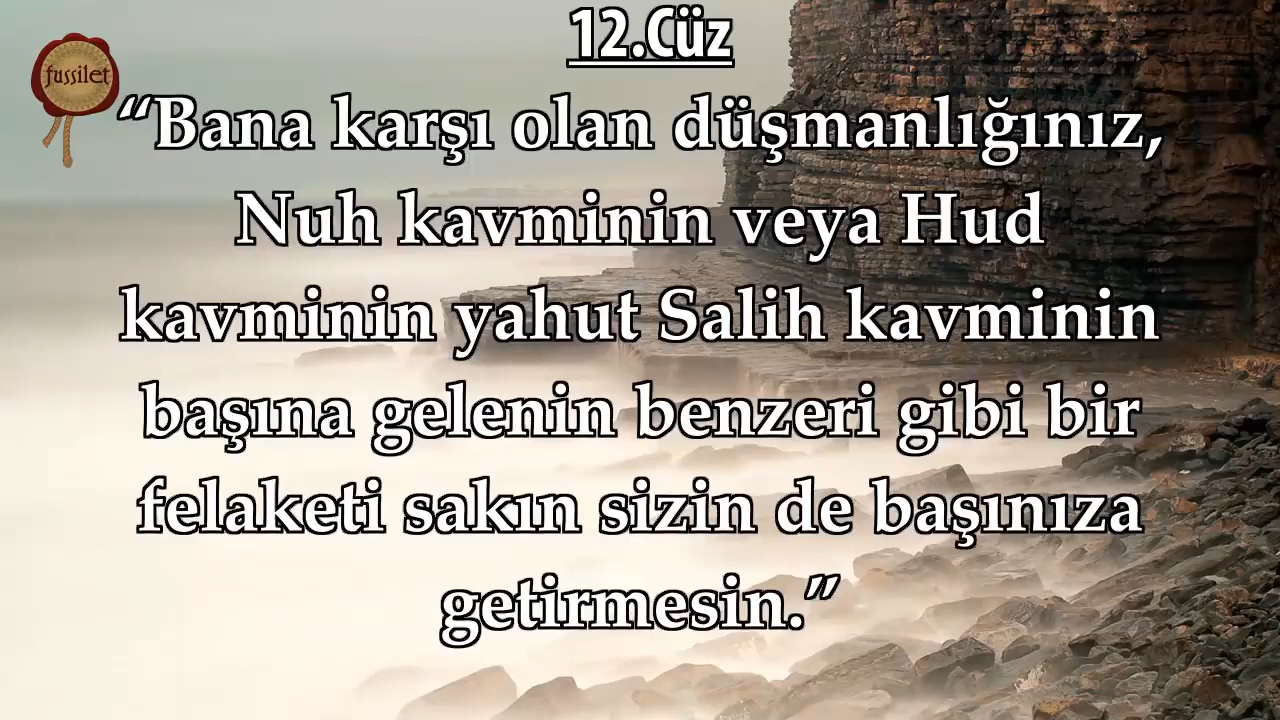 12.Cüz
fussilet
“Bana karşı olan düşmanlığınız,
Nuh kavminin veya Hud
kavminin yahut Salih kavminin
başına gelenin benzeri gibi bir
felaketi sakın sizin de başınıza
getirmesin.”